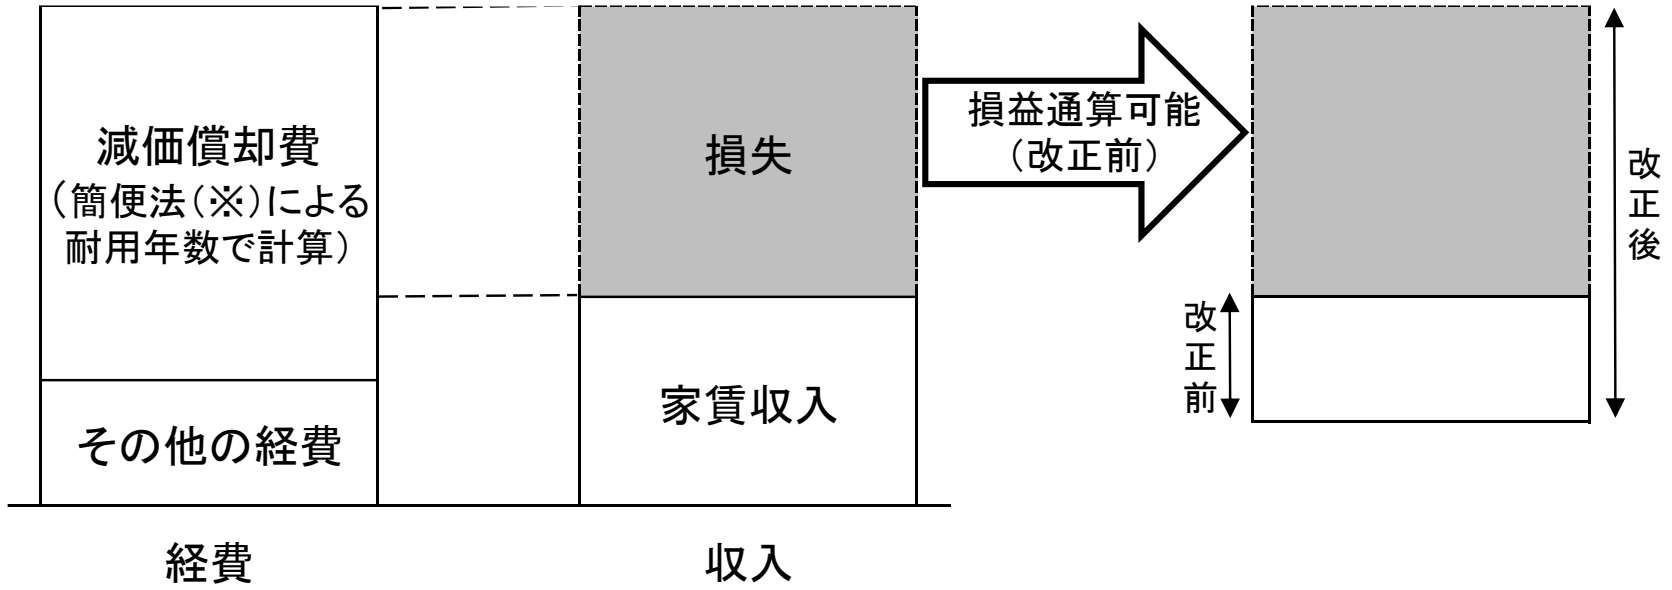 減価償却費
(簡便法(※)による
耐用年数で計算)
その他の経費
経費
損失
家賃収入
収入
損益通算可能
(改正前)
改正前
改正後